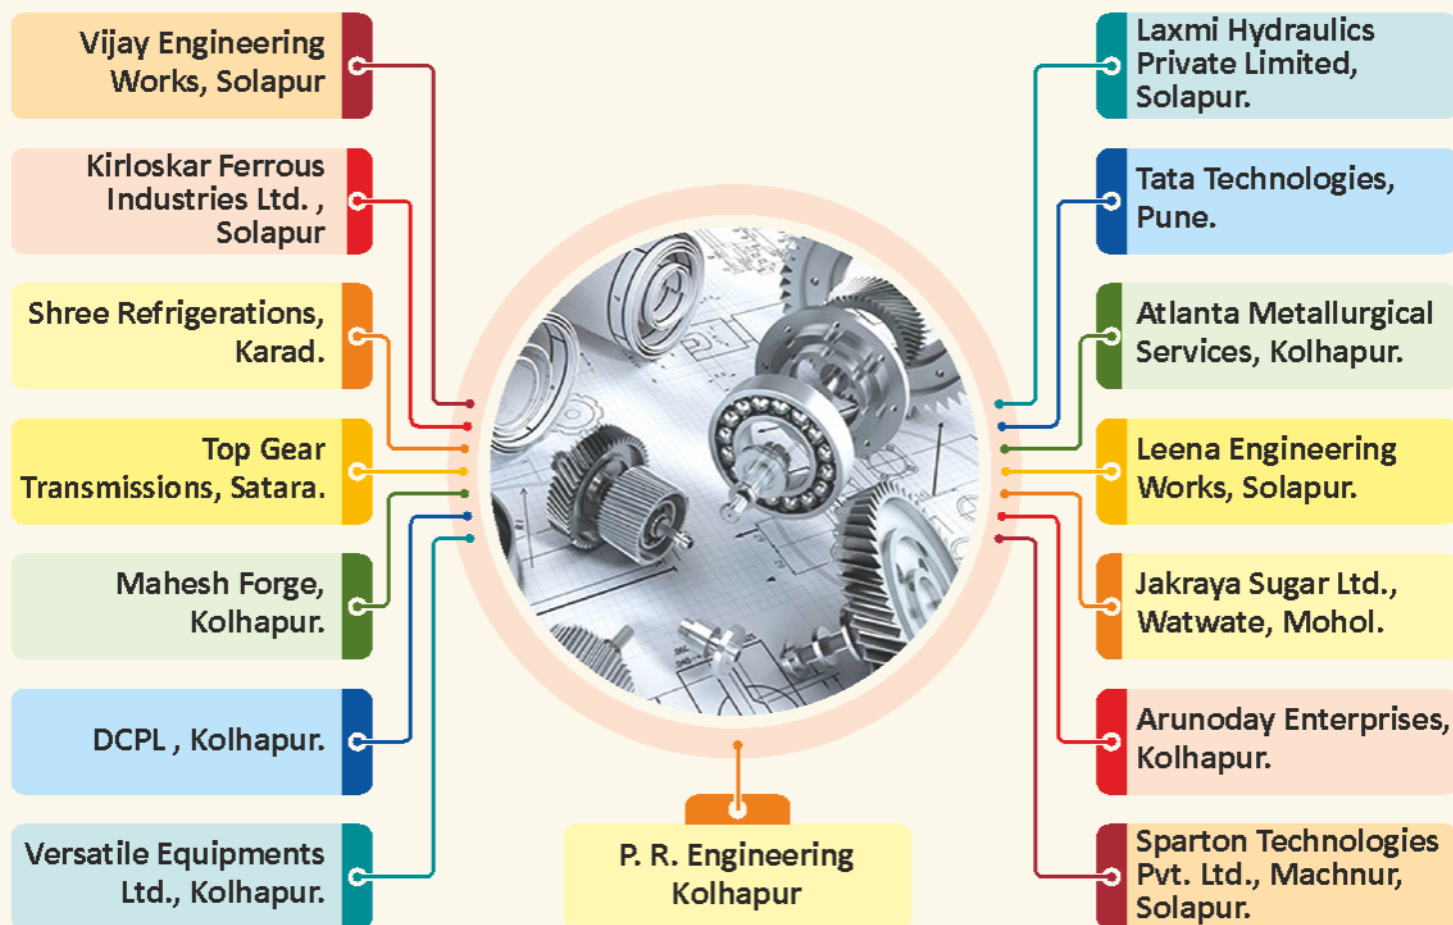 Vijay Engineering
Works, Solapur
Kirloskar Ferrous
Industries Ltd. ,
Solapur
Shree Refrigerations,
Karad.
Top Gear
Transmissions, Satara.
Mahesh Forge,
Kolhapur.
DCPL , Kolhapur.
Versatile Equipments
Ltd., Kolhapur.
P. R. Engineering
Kolhapur
Laxmi Hydraulics
Private Limited,
Solapur.
Tata Technologies,
Pune.
Atlanta Metallurgical
Services, Kolhapur.
Leena Engineering
Works, Solapur.
Jakraya Sugar Ltd.,
Watwate, Mohol.
Arunoday Enterprises,
Kolhapur.
Sparton Technologies
Pvt. Ltd., Machnur,
Solapur.